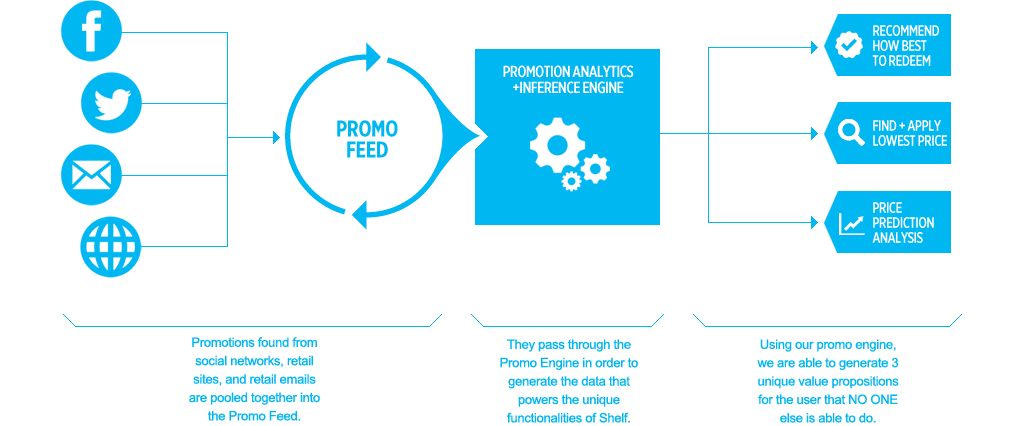 PROMO
FEED
PROMOTION ANALYTICS
+INFERENCE ENGINE
RECOMMEND
HOW BEST
TO REDEEM
FIND + APPLY
LOWEST PRICE
PRICE
PREDICTION
ANALYSIS
Promotions found from
social networks, retail
sites, and retail emails
are pooled together into
the Promo Feed.
They pass through the
Promo Engine in order to
generate the data that
powers the unique
functionalities of Shelf.
Using our promo engine,
we are able to generate 3
unique value propositions
for the user that NO ONE
else is able to do.